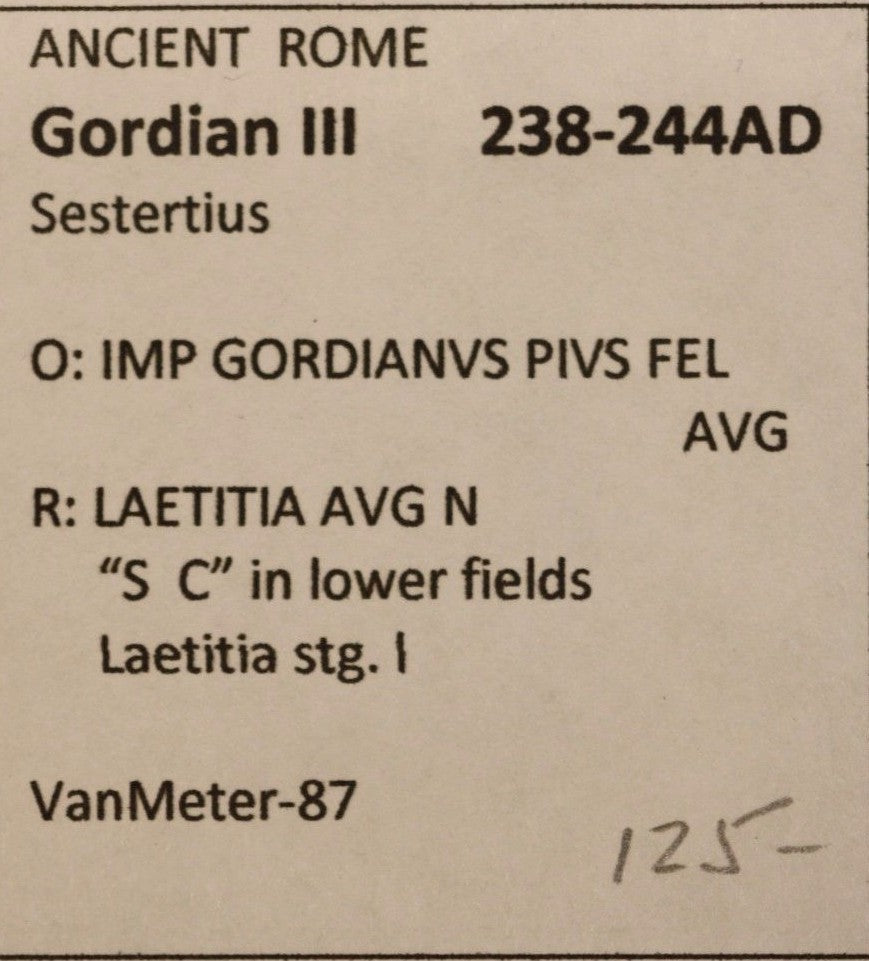 ANCIENT ROME
Gordian III 238-244AD
Sestertius
O: IMP GORDIANVS PIVS FEL
AVG
R: LAETITIA AVG N
“S C” in lower fields
Laetitia stg. l
VanMeter-87
125-